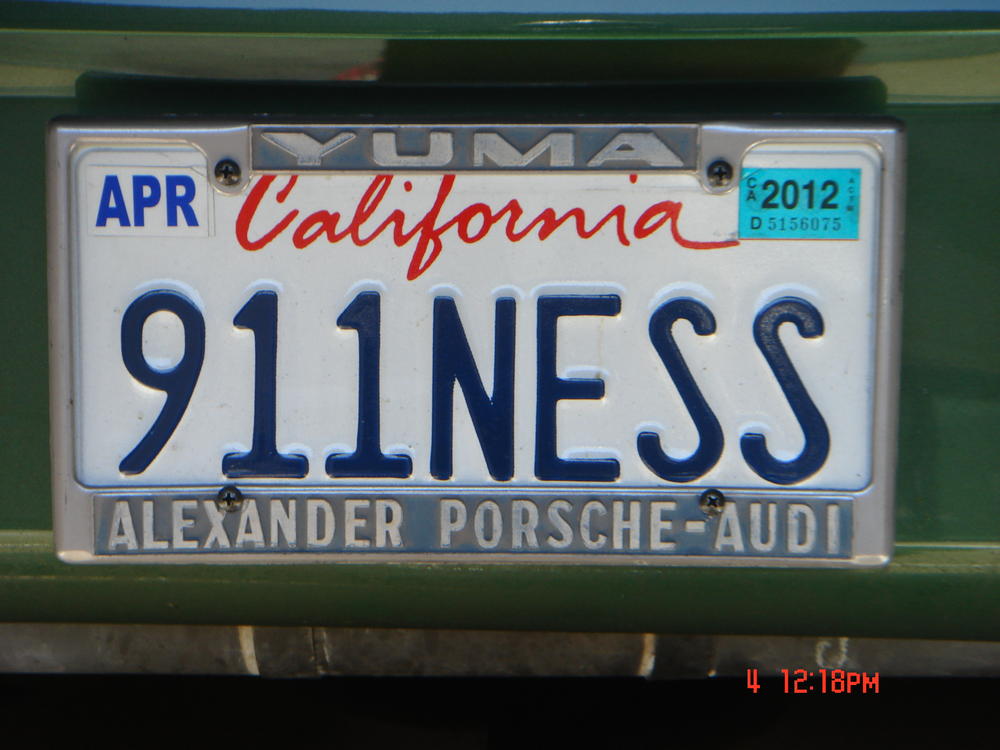 YUMA
APR
California
CA 2012
D 5156075
911NESS
ALEXANDER PORSCHE-AUDI
4 12:18PM